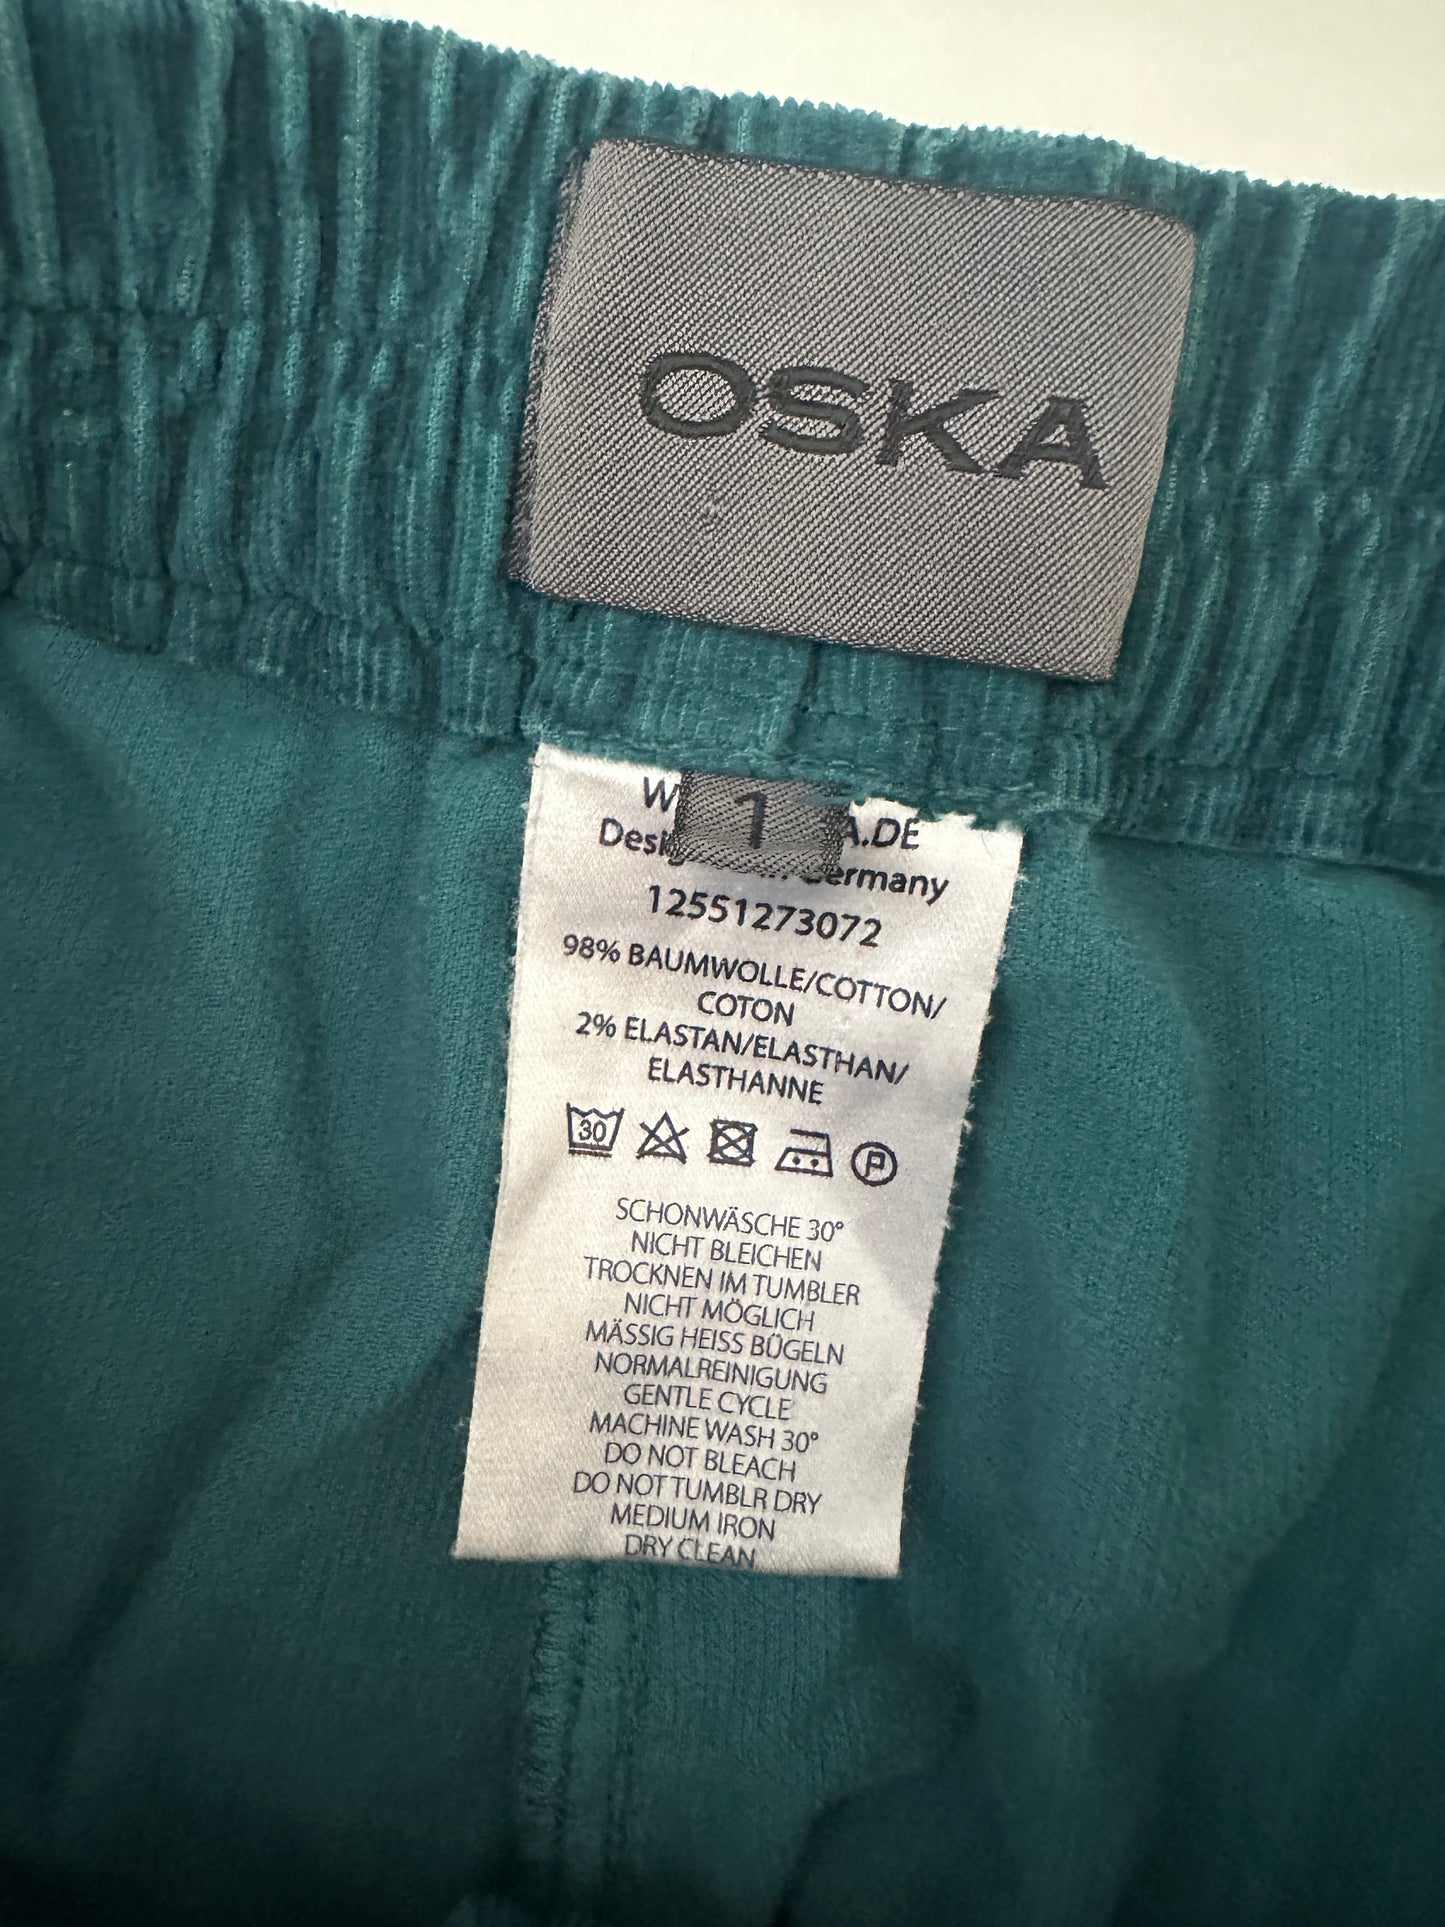 OSKA
1
A.DE
12551273072
98% BAUMWOLLE/COTTON/
COTON
2% ELASTAN/ELASTHAN/
ELASTHANNE
30 P
SCHONWÄSCHE 30°
NICHT BLEICHEN
TROCKNEN IM TUMBLER
NICHT MÖGLICH
MÄSSIG HEISS BÜGELN
NORMALREINIGUNG
GENTLE CYCLE
MACHINE WASH 30°
DO NOT BLEACH
DO NOT TUMBLR DRY
MEDIUM IRON
DRY CLEAN